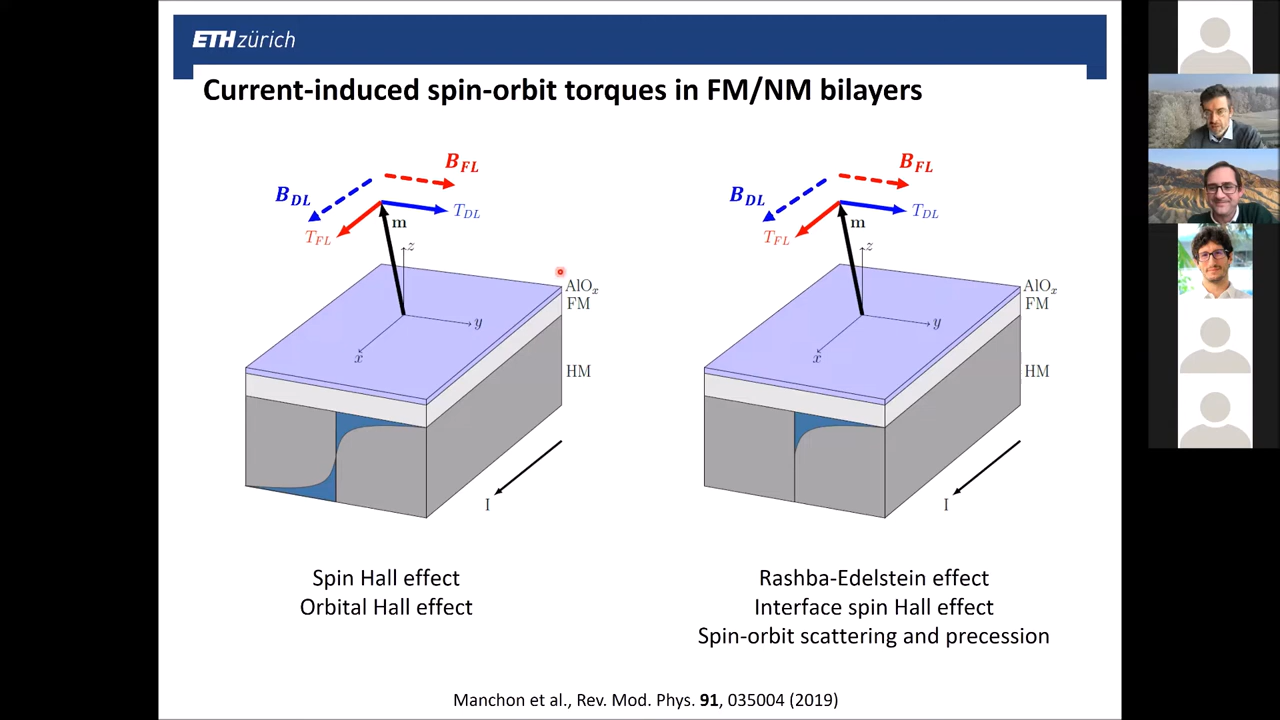 ETH zürich
Current-induced spin-orbit torques in FM/NM bilayers
B_FL
B_DL
T_DL
T_FL
m
z
y
x
AlOₓ
FM
HM
I
Spin Hall effect
Orbital Hall effect
B_FL
B_DL
T_DL
T_FL
m
z
y
x
AlOₓ
FM
HM
I
Rashba-Edelstein effect
Interface spin Hall effect
Spin-orbit scattering and precession
Manchon et al., Rev. Mod. Phys. 91, 035004 (2019)